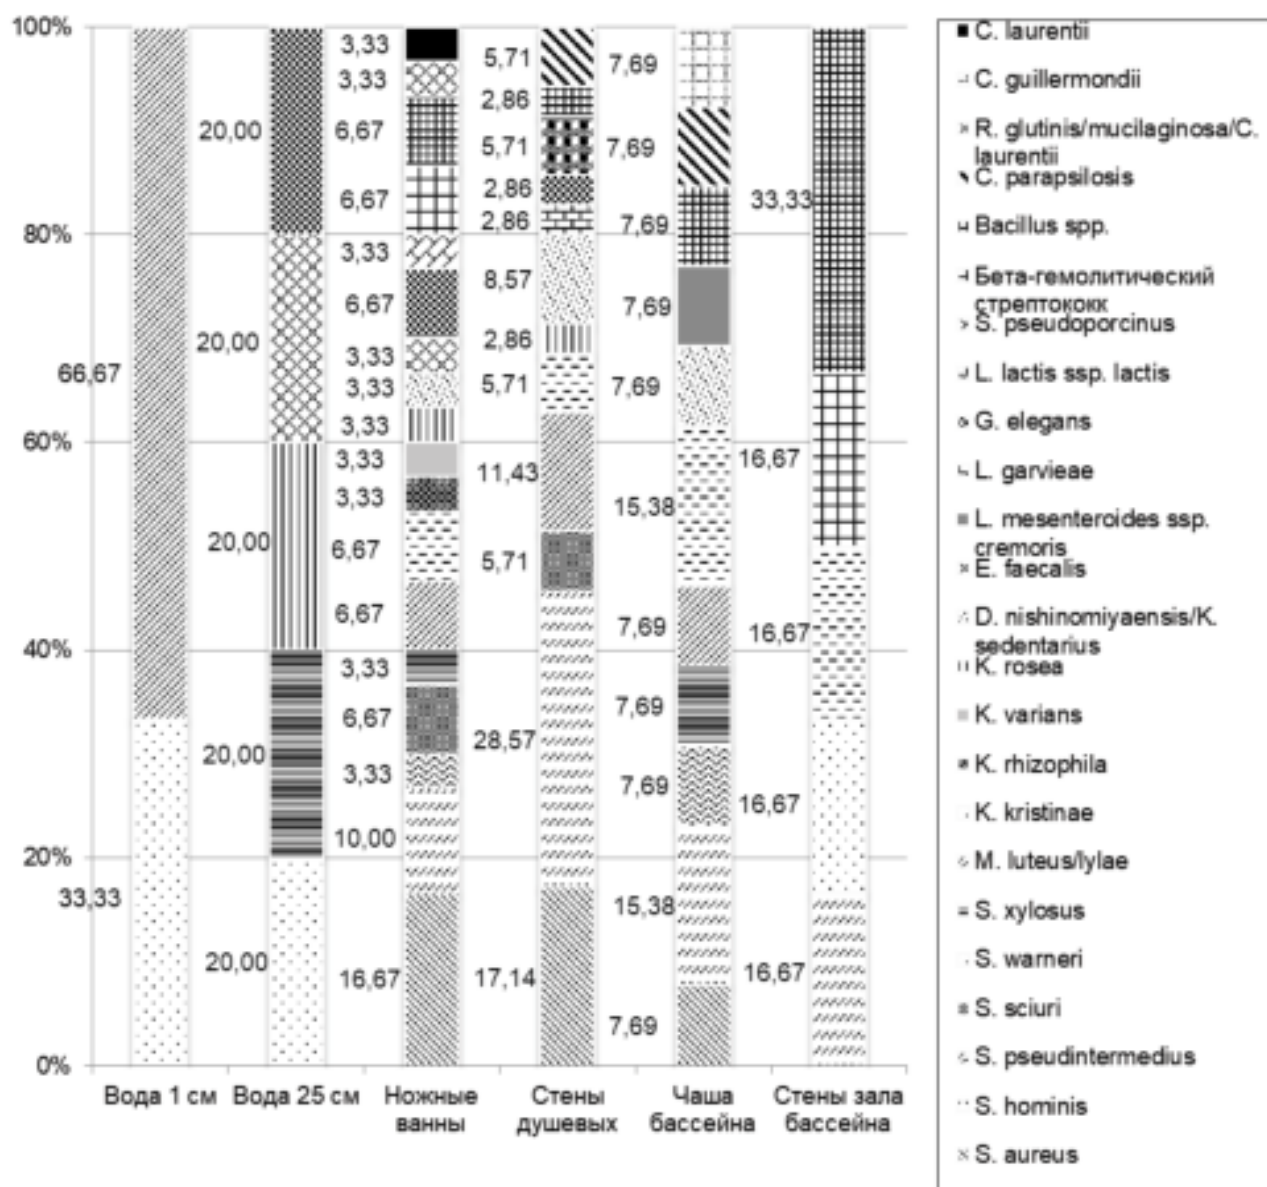 100%
80%
60%
40%
20%
0%
66,67
33,33
20,00
20,00
20,00
20,00
20,00
3,33
3,33
6,67
6,67
3,33
6,67
3,33
3,33
3,33
3,33
3,33
6,67
6,67
3,33
6,67
3,33
10,00
16,67
5,71
2,86
5,71
2,86
2,86
8,57
2,86
5,71
11,43
5,71
28,57
17,14
7,69
7,69
7,69
7,69
7,69
15,38
7,69
7,69
7,69
15,38
7,69
33,33
16,67
16,67
16,67
16,67
Вода 1 см
Вода 25 см
Ножные
ванны
Стены
душевых
Чаша
бассейна
Стены зала
бассейна
C. laurentii
C. guillermondii
R. glutinis/mucilaginosa/C.
laurentii
C. parapsilosis
Bacillus spp.
Бета-гемолитический
стрептококк
S. pseudoporcinus
L. lactis ssp. lactis
G. elegans
L. garvieae
L. mesenteroides ssp.
cremoris
E. faecalis
D. nishinomiyaensis/K.
sedentarius
K. rosea
K. varians
K. rhizophila
K. kristinae
M. luteus/lylae
S. xylosus
S. warneri
S. sciuri
S. pseudintermedius
S. hominis
S. aureus